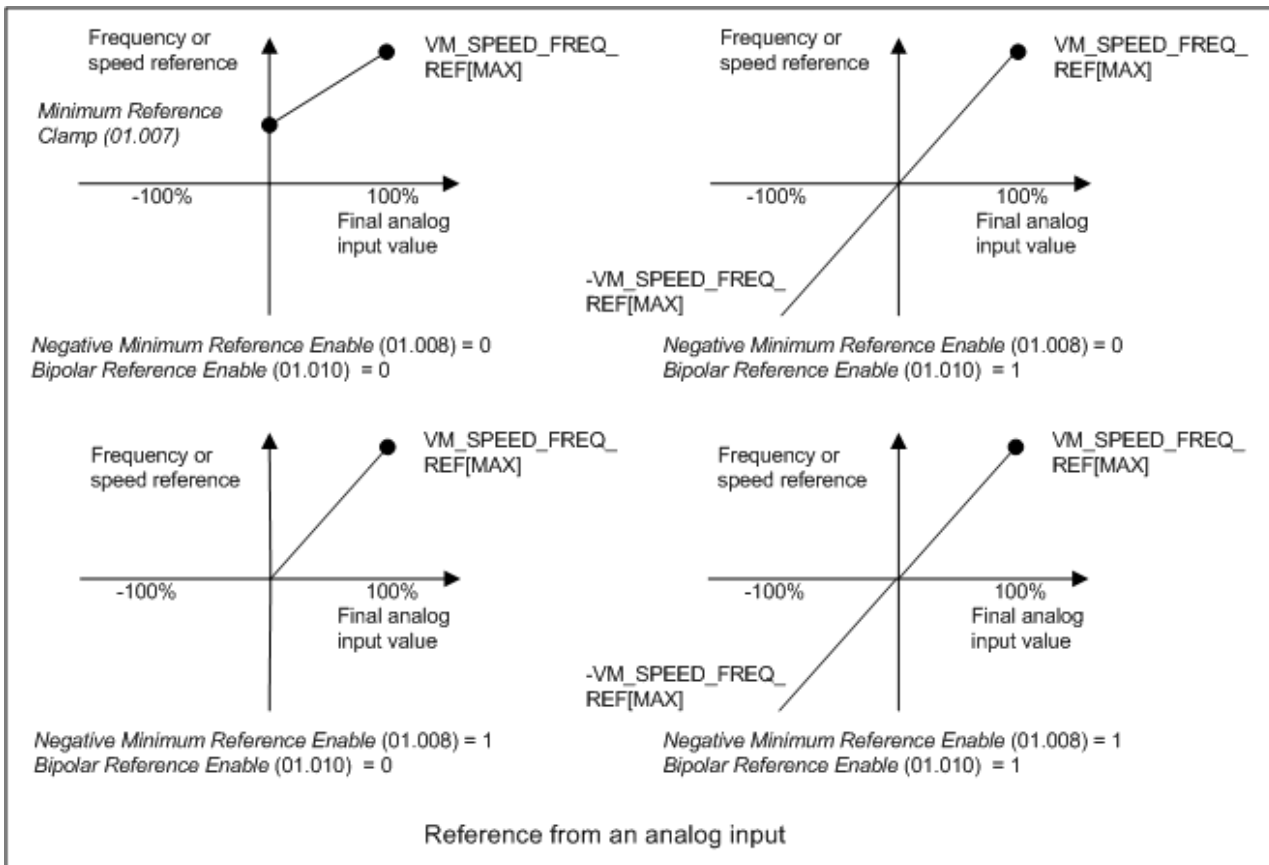 Frequency or
speed reference
VM_SPEED_FREQ_
REF[MAX]
Minimum Reference
Clamp (01.007)
-100%
100%
Final analog
input value
Negative Minimum Reference Enable (01.008) = 0
Bipolar Reference Enable (01.010) = 0
Frequency or
speed reference
VM_SPEED_FREQ_
REF[MAX]
-100%
100%
Final analog
input value
-VM_SPEED_FREQ_
REF[MAX]
Negative Minimum Reference Enable (01.008) = 0
Bipolar Reference Enable (01.010) = 1
Frequency or
speed reference
VM_SPEED_FREQ_
REF[MAX]
-100%
100%
Final analog
input value
Negative Minimum Reference Enable (01.008) = 1
Bipolar Reference Enable (01.010) = 0
Frequency or
speed reference
VM_SPEED_FREQ_
REF[MAX]
-100%
100%
Final analog
input value
-VM_SPEED_FREQ_
REF[MAX]
Negative Minimum Reference Enable (01.008) = 1
Bipolar Reference Enable (01.010) = 1
Reference from an analog input